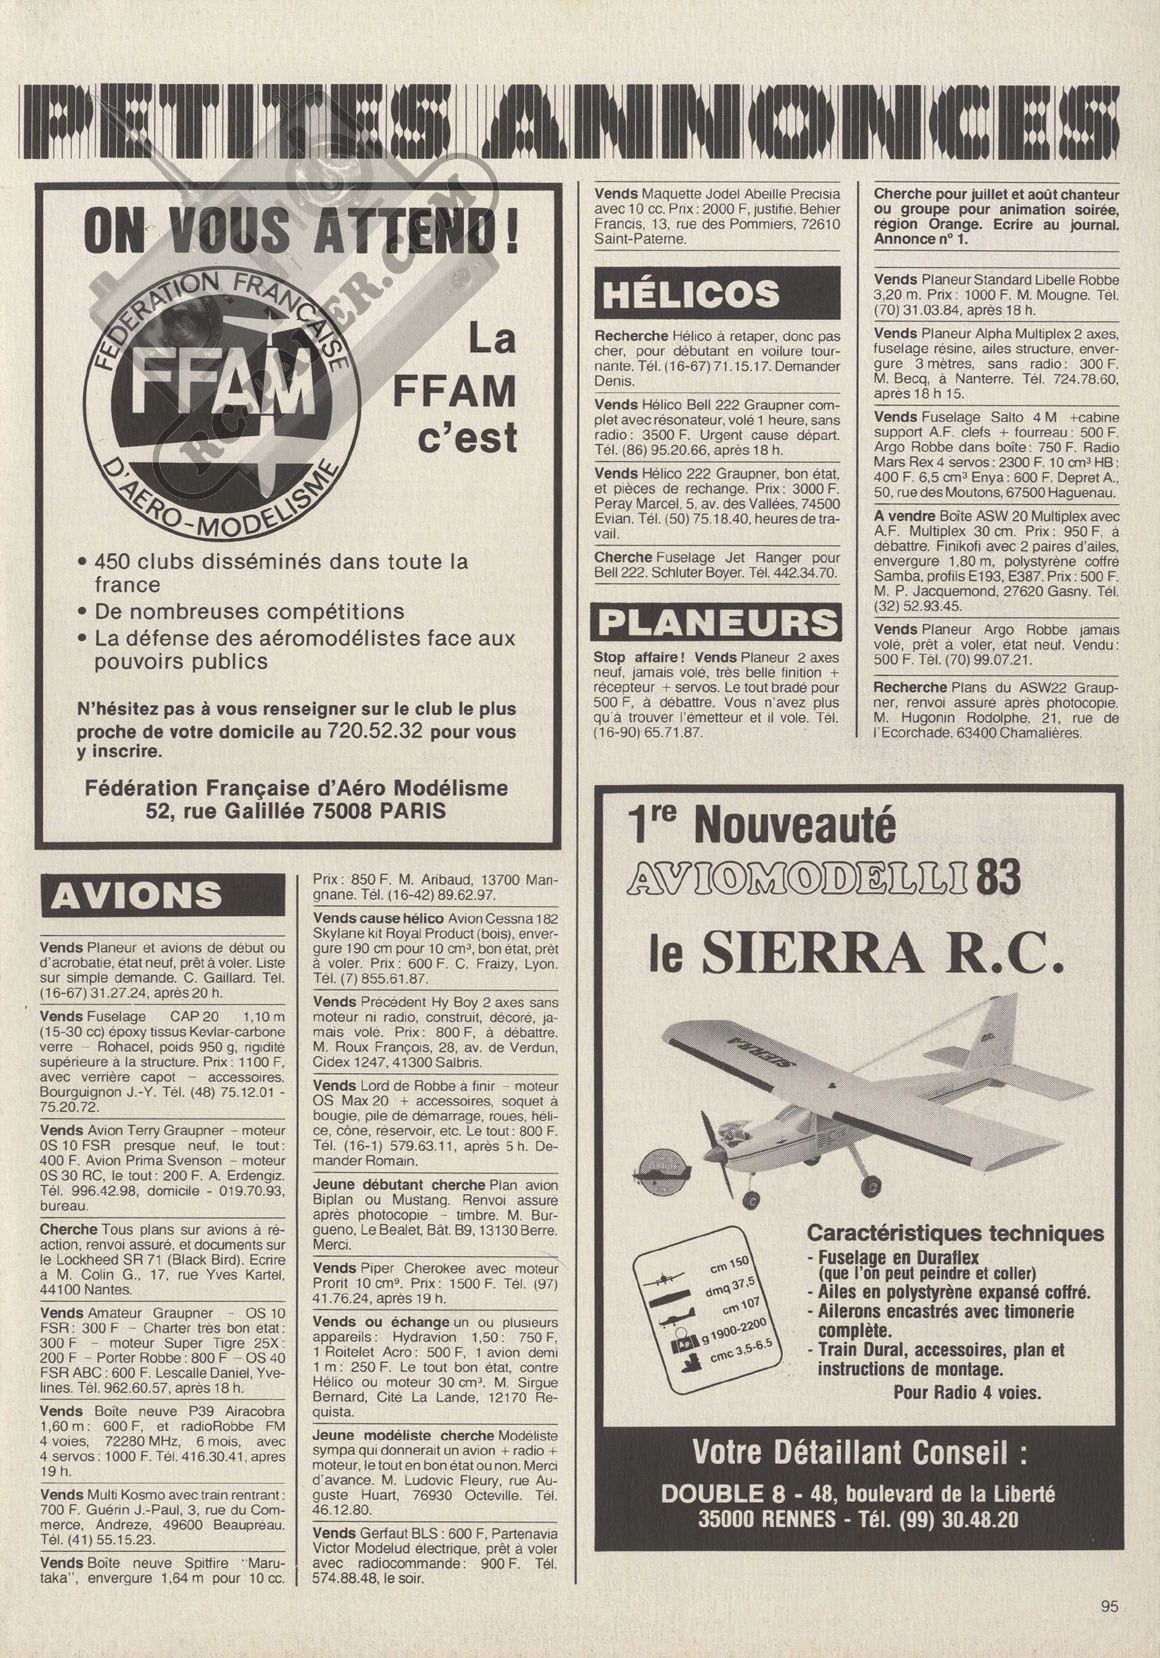 PETITES ANNONCES
ON VOUS ATTEND!
FÉDÉRATION FRANÇAISE
FFAM
D'AÉRO-MODELISME
La
FFAM
c'est
• 450 clubs disséminés dans toute la
france
• De nombreuses compétitions
• La défense des aéromodélistes face aux
pouvoirs publics
N'hésitez pas à vous renseigner sur le club le plus
proche de votre domicile au 720.52.32 pour vous
y inscrire.
Fédération Française d'Aéro Modélisme
52, rue Galillée 75008 PARIS
RCPAPER.COM
AVIONS
Vends Planeur et avions de début ou
d'acrobatie, état neuf, prêt à voler. Liste
sur simple demande. C. Gaillard. Tél.
(16-67) 31.27.24, après 20 h.
Vends Fuselage CAP 20 1,10 m
(15-30 cc) époxy tissus Kevlar-carbone
verre – Rohacel, poids 950 g, rigidité
supérieure à la structure. Prix : 1100 F,
avec verrière capot – accessoires.
Bourguignon J.-Y. Tél. (48) 75.12.01 -
75.20.72.
Vends Avion Terry Graupner – moteur
0S 10 FSR presque neuf, le tout :
400 F. Avion Prima Svenson – moteur
0S 30 RC, le tout : 200 F. A. Erdengiz.
Tél. 996.42.98, domicile - 019.70.93,
bureau.
Cherche Tous plans sur avions à ré-
action, renvoi assuré, et documents sur
le Lockheed SR 71 (Black Bird). Ecrire
à M. Colin G., 17, rue Yves Kartel,
44100 Nantes.
Vends Amateur Graupner – OS 10
FSR : 300 F – Charter très bon état :
300 F – moteur Super Tigre 25X :
200 F – Porter Robbe : 800 F – OS 40
FSR ABC : 600 F. Lescalle Daniel, Yve-
lines. Tél. 962.60.57, après 18 h.
Vends Boîte neuve P39 Airacobra
1,60 m : 600 F, et radio Robbe FM
4 voies, 72280 MHz, 6 mois, avec
4 servos : 1000 F. Tél. 416.30.41, après
19 h.
Vends Multi Kosmo avec train rentrant :
700 F. Guérin J.-Paul, 3, rue du Com-
merce, Andreze, 49600 Beaupréau.
Tél. (41) 55.15.23.
Vends Boîte neuve Spitfire "Maru-
taka", envergure 1,64 m pour 10 cc.
Prix : 850 F. M. Aribaud, 13700 Mari-
gnane. Tél. (16-42) 89.62.97.
Vends cause hélico Avion Cessna 182
Skylane kit Royal Product (bois), enver-
gure 190 cm pour 10 cm³, bon état, prêt
à voler. Prix : 600 F. C. Fraizy, Lyon.
Tél. (7) 855.61.87.
Vends Précédent Hy Boy 2 axes sans
moteur ni radio, construit, décoré, ja-
mais volé. Prix : 800 F, à débattre.
M. Roux François, 28, av. de Verdun,
Cidex 1247, 41300 Salbris.
Vends Lord de Robbe à finir – moteur
OS Max 20 + accessoires, soquet à
bougie, pile de démarrage, roues, héli-
ce, cône, réservoir, etc. Le tout : 800 F.
Tél. (16-1) 579.63.11, après 5 h. De-
mander Romain.
Jeune débutant cherche Plan avion
Biplan ou Mustang. Renvoi assuré
après photocopie – timbre. M. Bur-
gueno, Le Bealet, Bât. B9, 13130 Berre.
Merci.
Vends Piper Cherokee avec moteur
Prorit 10 cm³. Prix : 1500 F. Tél. (97)
41.76.24, après 19 h.
Vends ou échange un ou plusieurs
appareils : Hydravion 1,50 : 750 F,
1 Roitelet Acro : 500 F, 1 avion demi
1 m : 250 F. Le tout bon état, contre
Hélico ou moteur 30 cm³. M. Sirgue
Bernard, Cité La Lande, 12170 Re-
quista.
Jeune modéliste cherche Modéliste
sympa qui donnerait un avion + radio +
moteur, le tout en bon état ou non. Merci
d'avance. M. Ludovic Fleury, rue Au-
guste Huart, 76930 Octeville. Tél.
46.12.80.
Vends Gerfaut BLS : 600 F, Partenavia
Victor Modelud électrique, prêt à voler
avec radiocommande : 900 F. Tél.
574.88.48, le soir.
Vends Maquette Jodel Abeille Precisia
avec 10 cc. Prix : 2000 F, justifié. Behier
Francis, 13, rue des Pommiers, 72610
Saint-Paterne.
HÉLICOS
Recherche Hélico à retaper, donc pas
cher, pour débutant en voilure tour-
nante. Tél. (16-67) 71.15.17. Demander
Denis.
Vends Hélico Bell 222 Graupner com-
plet avec résonateur, volé 1 heure, sans
radio : 3500 F. Urgent cause départ.
Tél. (86) 95.20.66, après 18 h.
Vends Hélico 222 Graupner, bon état,
et pièces de rechange. Prix : 3000 F.
Peray Marcel, 5, av. des Vallées, 74500
Evian. Tél. (50) 75.18.40, heures de tra-
vail.
Cherche Fuselage Jet Ranger pour
Bell 222. Schluter Boyer. Tél. 442.34.70.
PLANEURS
Stop affaire ! Vends Planeur 2 axes
neuf, jamais volé, très belle finition +
récepteur + servos. Le tout bradé pour
500 F, à débattre. Vous n'avez plus
qu'à trouver l'émetteur et il vole. Tél.
(16-90) 65.71.87.
Cherche pour juillet et août chanteur
ou groupe pour animation soirée,
région Orange. Ecrire au journal.
Annonce n° 1.
Vends Planeur Standard Libelle Robbe
3,20 m. Prix : 1000 F. M. Mougne. Tél.
(70) 31.03.84, après 18 h.
Vends Planeur Alpha Multiplex 2 axes,
fuselage résine, ailes structure, enver-
gure 3 mètres, sans radio : 300 F.
M. Becq, à Nanterre. Tél. 724.78.60,
après 18 h 15.
Vends Fuselage Salto 4 M + cabine
support A.F. clefs + fourreau : 500 F.
Argo Robbe dans boîte : 750 F. Radio
Mars Rex 4 servos : 2300 F. 10 cm³ HB :
400 F. 6,5 cm³ Enya : 600 F. Depret A.,
50, rue des Moutons, 67500 Haguenau.
A vendre Boîte ASW 20 Multiplex avec
A.F. Multiplex 30 cm. Prix : 950 F, à
débattre. Finikofi avec 2 paires d'ailes,
envergure 1,80 m, polystyrène coffré
Samba, profils E193, E387. Prix : 500 F.
M. P. Jacquemond, 27620 Gasny. Tél.
(32) 52.93.45.
Vends Planeur Argo Robbe jamais
volé, prêt à voler, état neuf. Vendu :
500 F. Tél. (70) 99.07.21.
Recherche Plans du ASW22 Graup-
ner, renvoi assuré après photocopie.
M. Hugonin Rodolphe, 21, rue de
l'Ecorchade, 63400 Chamalières.
1re Nouveauté
AVIOMODELLI 83
le SIERRA R.C.
SIERRA
cm 150
dmq 37,5
cm 107
g 1900-2200
cmc 3,5-6,5
Caractéristiques techniques
- Fuselage en Duraflex
(que l'on peut peindre et coller)
- Ailes en polystyrène expansé coffré.
- Ailerons encastrés avec timonerie
complète.
- Train Dural, accessoires, plan et
instructions de montage.
Pour Radio 4 voies.
Votre Détaillant Conseil :
DOUBLE 8 - 48, boulevard de la Liberté
35000 RENNES - Tél. (99) 30.48.20
95